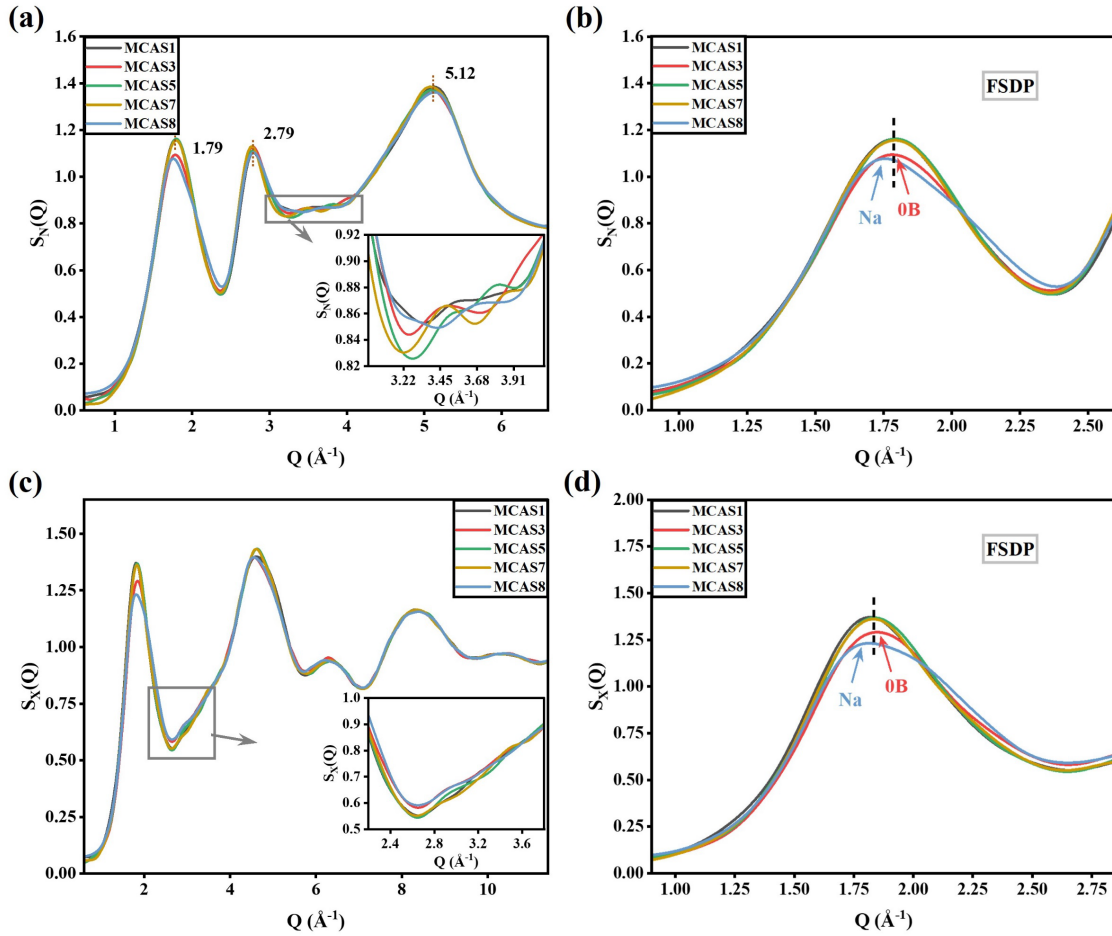 (a)
1.6
1.4
1.2
1.0
0.8
0.6
0.4
0.2
0.0
S_N(Q)
MCAS1
MCAS3
MCAS5
MCAS7
MCAS8
1.79
2.79
5.12
0.92
0.90
0.88
0.86
0.84
0.82
S_N(Q)
3.22 3.45 3.68 3.91
Q (Å⁻¹)
1 2 3 4 5 6
Q (Å⁻¹)
(b)
1.6
1.4
1.2
1.0
0.8
0.6
0.4
0.2
0.0
S_N(Q)
MCAS1
MCAS3
MCAS5
MCAS7
MCAS8
FSDP
Na
0B
1.00 1.25 1.50 1.75 2.00 2.25 2.50
Q (Å⁻¹)
(c)
1.50
1.25
1.00
0.75
0.50
0.25
0.00
S_X(Q)
MCAS1
MCAS3
MCAS5
MCAS7
MCAS8
1.0
0.9
0.8
0.7
0.6
0.5
S_X(Q)
2.4 2.8 3.2 3.6
Q (Å⁻¹)
2 4 6 8 10
Q (Å⁻¹)
(d)
2.00
1.75
1.50
1.25
1.00
0.75
0.50
0.25
0.00
S_X(Q)
MCAS1
MCAS3
MCAS5
MCAS7
MCAS8
FSDP
Na
0B
1.00 1.25 1.50 1.75 2.00 2.25 2.50 2.75
Q (Å⁻¹)